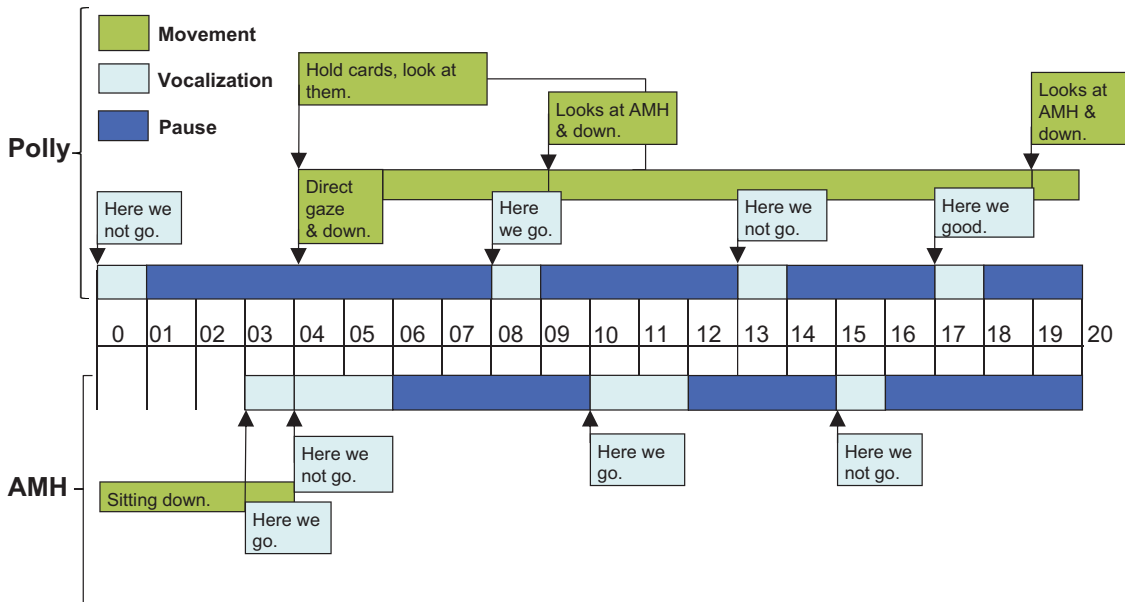 Movement
Vocalization
Pause
Polly
Hold cards, look at
them.
Looks at AMH
& down.
Looks at
AMH &
down.
Direct
gaze
& down.
Here we
not go.
Here
we go.
Here we
not go.
Here we
good.
0 01 02 03 04 05 06 07 08 09 10 11 12 13 14 15 16 17 18 19 20
AMH
Sitting down.
Here we
go.
Here we
not go.
Here we
go.
Here we
not go.